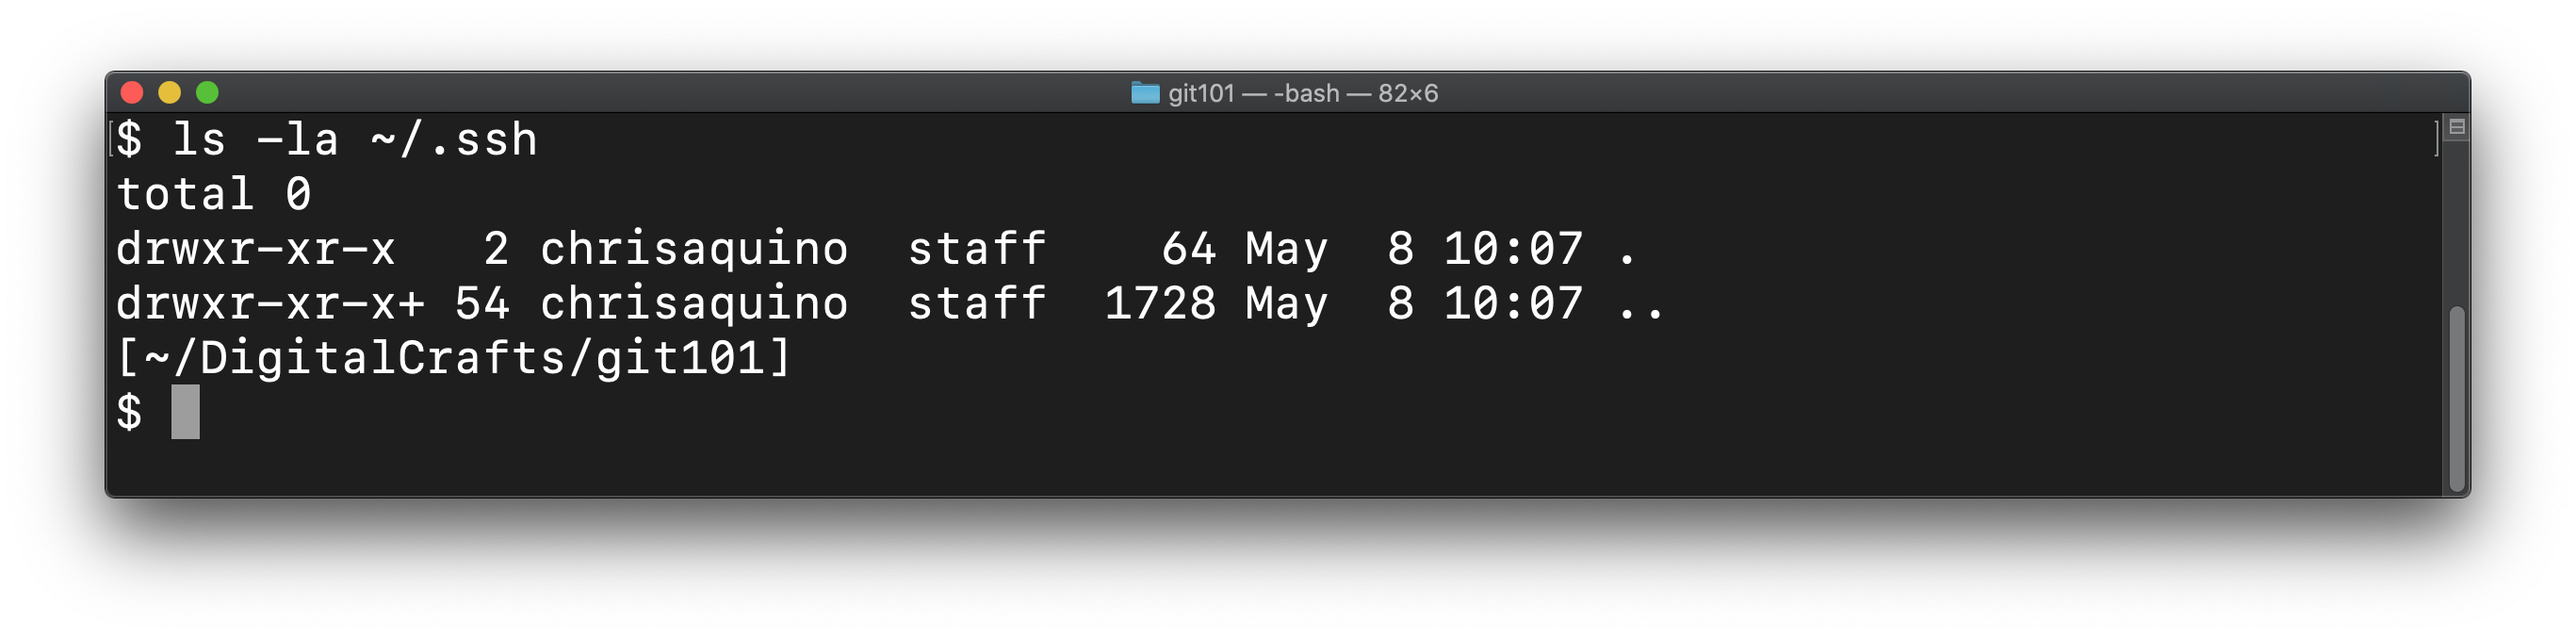 git101 — -bash — 82×6
[$ ls -la ~/.ssh ]
total 0
drwxr-xr-x   2 chrisaquino  staff    64 May  8 10:07 .
drwxr-xr-x+ 54 chrisaquino  staff  1728 May  8 10:07 ..
[~/DigitalCrafts/git101]
$